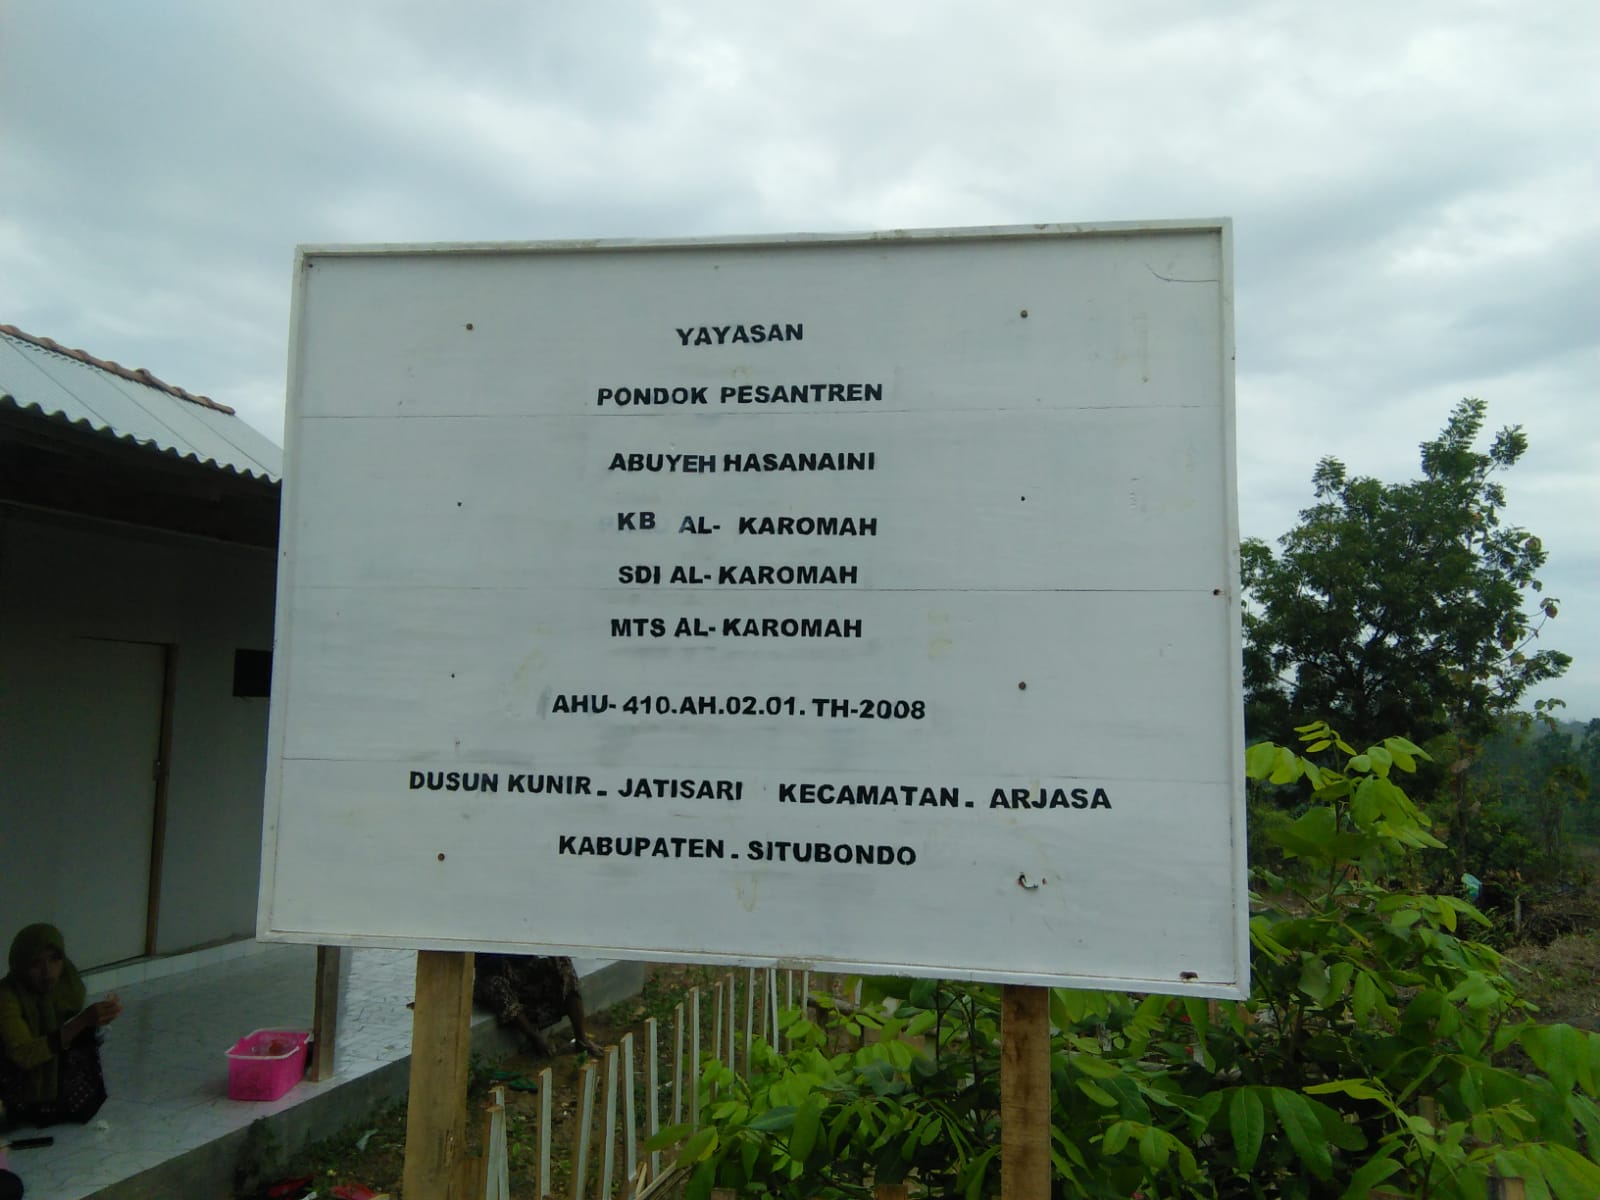 YAYASAN
PONDOK PESANTREN
ABUYEH HASANAINI
KB AL- KAROMAH
SDI AL- KAROMAH
MTS AL- KAROMAH
AHU- 410.AH.02.01. TH-2008
DUSUN KUNIR - JATISARI KECAMATAN - ARJASA
KABUPATEN - SITUBONDO